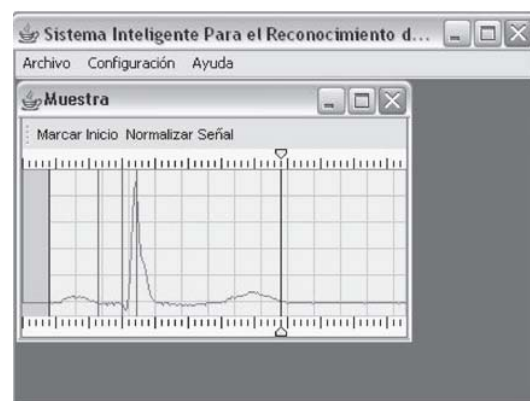 Sistema Inteligente Para el Reconocimiento d...
Archivo Configuración Ayuda
Muestra
Marcar Inicio Normalizar Señal